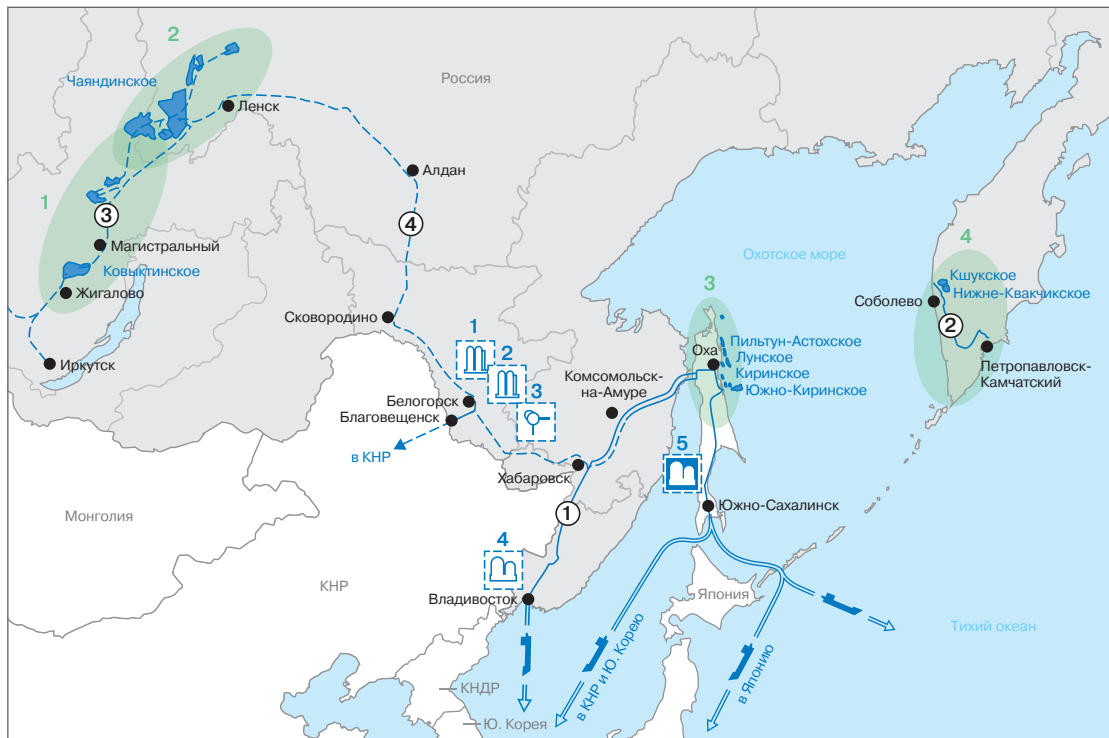 2
Россия
Чаяндинское
Ленск
Алдан
1
3
4
Магистральный
Ковыктинское
Жигалово
Иркутск
Сковородино
Охотское море
4
Кшукское
Нижне-Квакчикское
Соболево
2
Петропавловск-
Камчатский
3
Пильтун-Астохское
Оха
Лунское
Киринское
Южно-Киринское
1
2
3
Комсомольск-
на-Амуре
Белогорск
Благовещенск
в КНР
Хабаровск
5
Южно-Сахалинск
Монголия
1
КНР
4
Владивосток
Япония
Тихий океан
в КНР и Ю. Корею
в Японию
КНДР
Ю. Корея